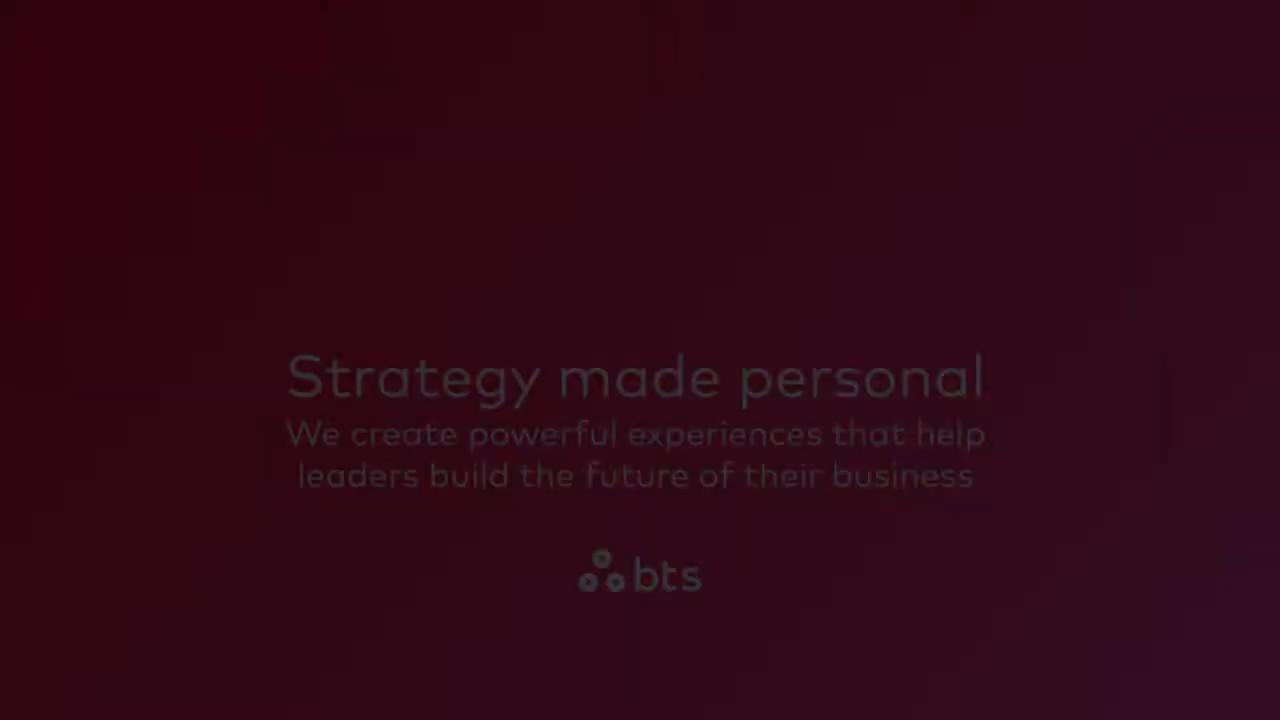 Strategy made personal
We create powerful experiences that help
leaders build the future of their business
bts